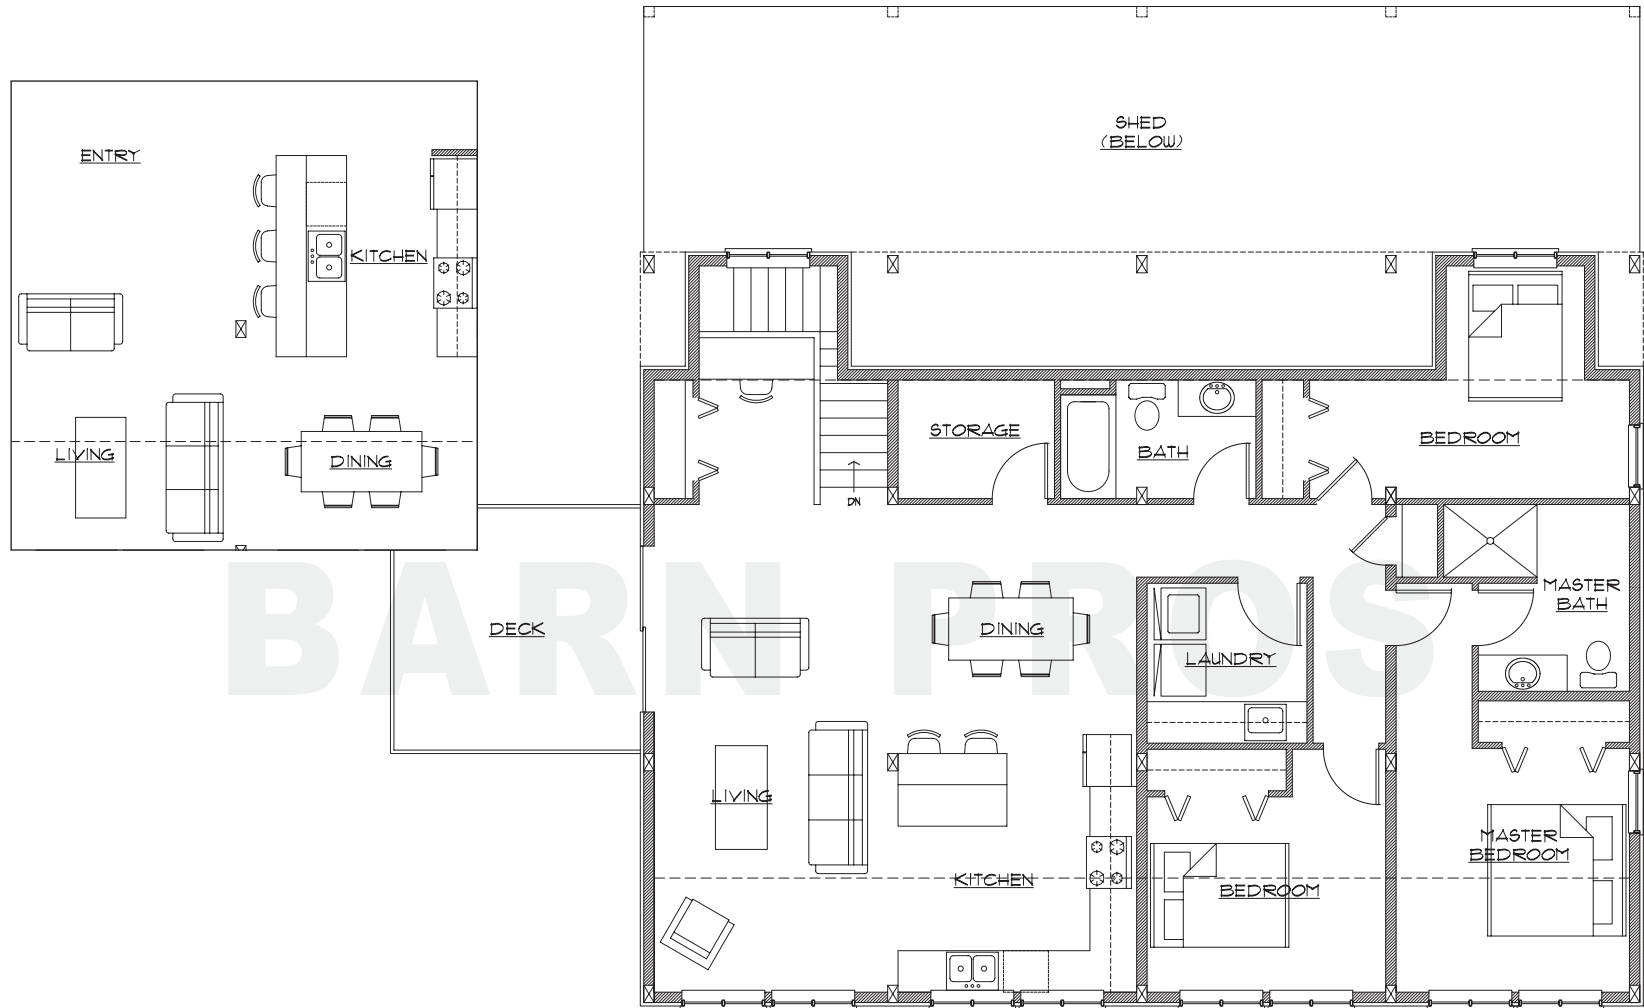 SHED
(BELOW)
ENTRY
KITCHEN
LIVING
DINING
STORAGE
BATH
BEDROOM
DN
DECK
DINING
LAUNDRY
MASTER
BATH
LIVING
KITCHEN
BEDROOM
MASTER
BEDROOM
BARN PROS